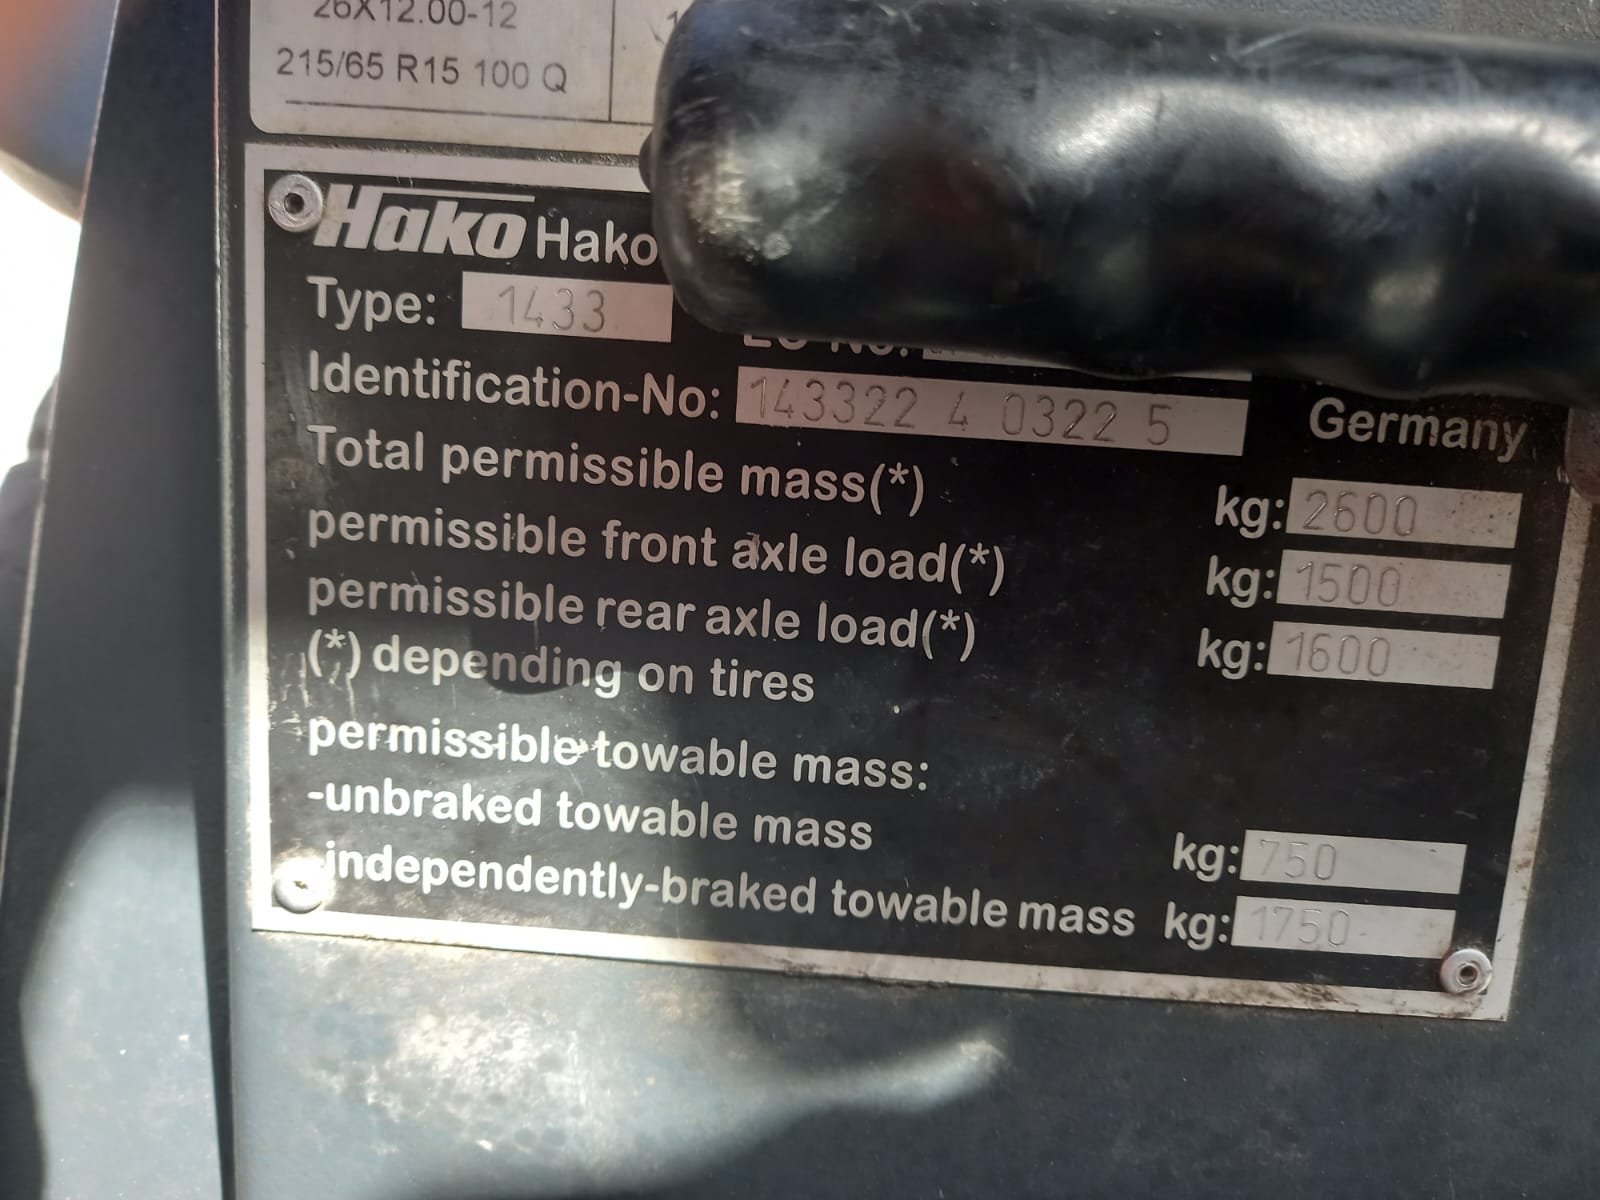 26X12.00-12
215/65 R15 100 Q
Hako Hako
Type: 1433
Identification-No: 143322 4 0322 5
Germany
Total permissible mass(*) kg: 2600
permissible front axle load(*) kg: 1500
permissible rear axle load(*) kg: 1600
(*) depending on tires
permissible towable mass:
-unbraked towable mass kg: 750
-independently-braked towable mass kg: 1750